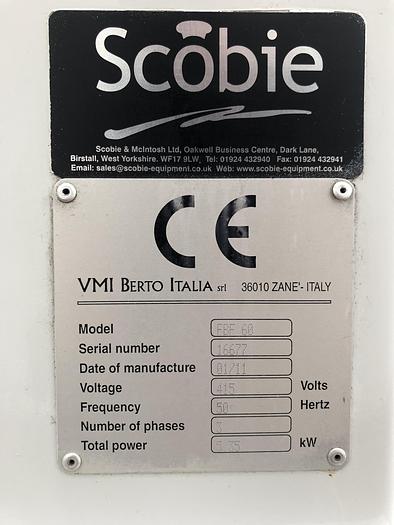 Scobie
Scobie & McIntosh Ltd, Oakwell Business Centre, Dark Lane,
Birstall, West Yorkshire. WF17 9LW, Tel: 01924 432940 Fax: 01924 432941
Email: sales@scobie-equipment.co.uk Web: www.scobie-equipment.co.uk
CE
VMI BERTO ITALIA srl 36010 ZANE'- ITALY
Model
Serial number 16677
Date of manufacture 01/11
Voltage 415 Volts
Frequency 50 Hertz
Number of phases 3
Total power kW